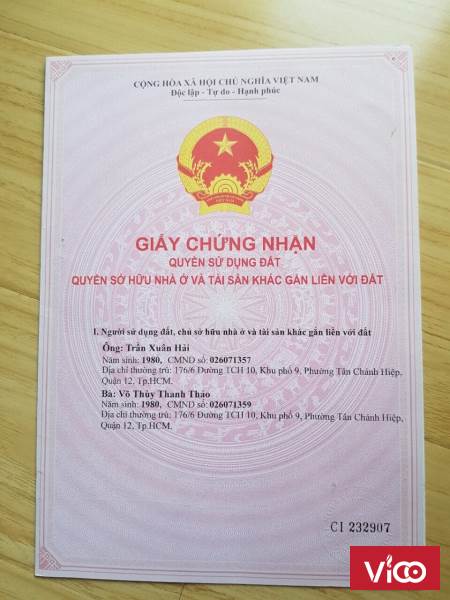 CỘNG HÒA XÃ HỘI CHỦ NGHĨA VIỆT NAM
Độc lập - Tự do - Hạnh phúc
VIỆT NAM
GIẤY CHỨNG NHẬN
QUYỀN SỬ DỤNG ĐẤT
QUYỀN SỞ HỮU NHÀ Ở VÀ TÀI SẢN KHÁC GẮN LIỀN VỚI ĐẤT
I. Người sử dụng đất, chủ sở hữu nhà ở và tài sản khác gắn liền với đất
Ông: Trần Xuân Hải
Năm sinh: 1980, CMND số: 026071357
Địa chỉ thường trú: 176/6 Đường TCH 10, Khu phố 9, Phường Tân Chánh Hiệp,
Quận 12, Tp.HCM.
Bà: Võ Thùy Thanh Thảo
Năm sinh: 1980, CMND số: 026071359
Địa chỉ thường trú: 176/6 Đường TCH 10, Khu phố 9, Phường Tân Chánh Hiệp,
Quận 12, Tp.HCM.
CI 232907
Vico